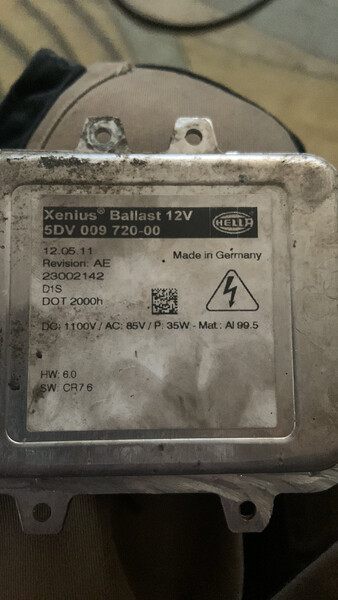 Xenius® Ballast 12V
5DV 009 720-00
HELLA
12.05.11
Made in Germany
Revision: AE
23002142
D1S
DOT 2000h
DC: 1100V / AC: 85V / P: 35W - Mat.: Al 99.5
HW: 6.0
SW: CR7.6